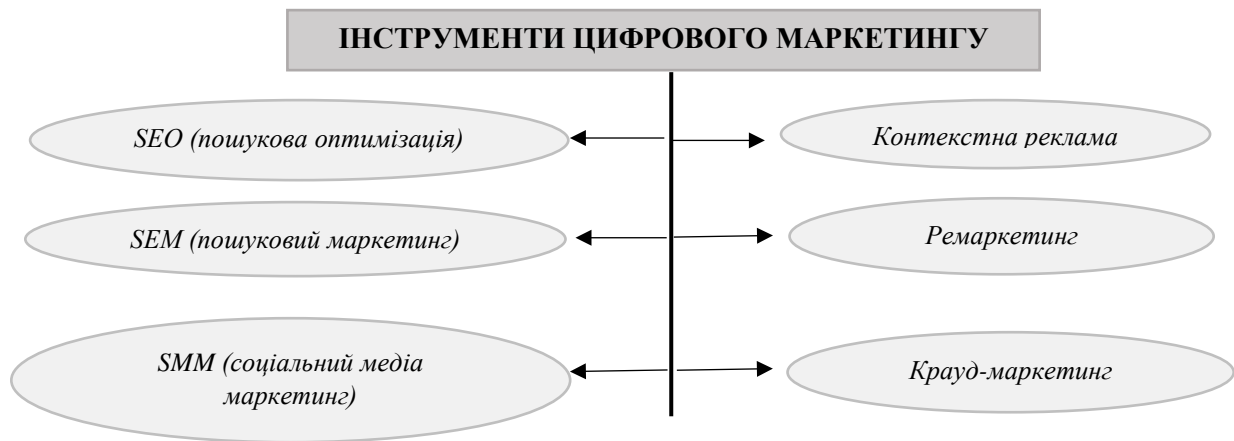 ІНСТРУМЕНТИ ЦИФРОВОГО МАРКЕТИНГУ
SEO (пошукова оптимізація)
Контекстна реклама
SEM (пошуковий маркетинг)
Ремаркетинг
SMM (соціальний медіа
маркетинг)
Крауд-маркетинг